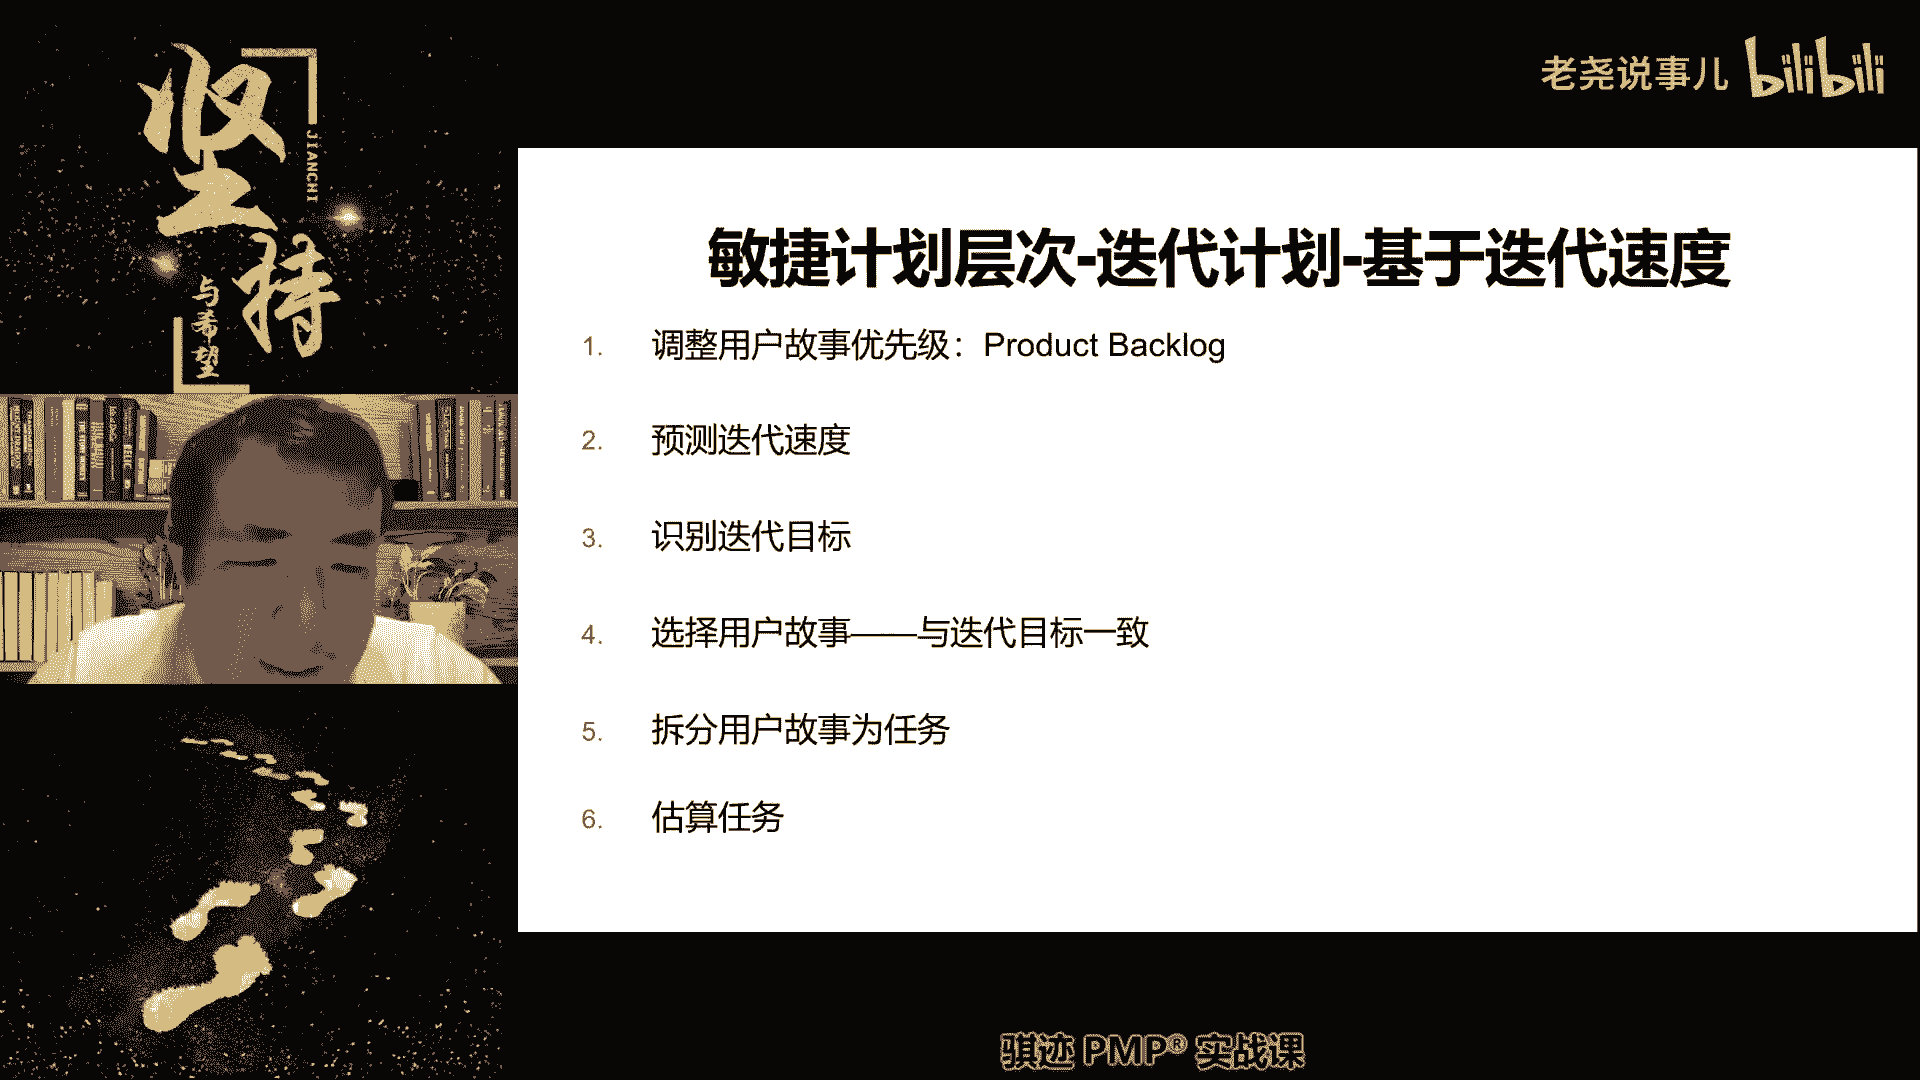 坚持
JIANCHI
与希望
老尧说事儿 bilibili
敏捷计划层次-迭代计划-基于迭代速度
1. 调整用户故事优先级：Product Backlog
2. 预测迭代速度
3. 识别迭代目标
4. 选择用户故事——与迭代目标一致
5. 拆分用户故事为任务
6. 估算任务
骐迹 PMP® 实战课